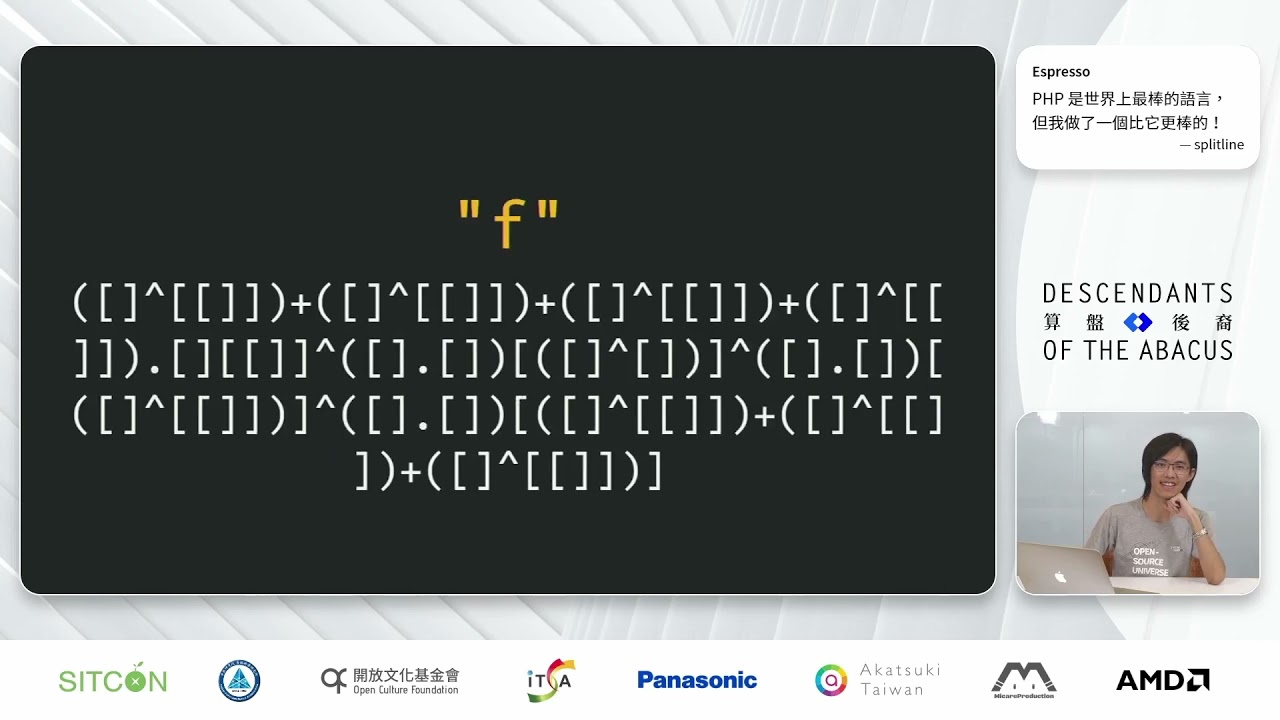 "f"
([]^[[]])+([]^[[]])+([]^[[]])+([]^[[
]]).[][[]]^([].[])[([]^[])]^([].[])[
([]^[[]])]^([].[])[([]^[[]])+([]^[[]
])+([]^[[]])]
Espresso
PHP 是世界上最棒的語言，
但我做了一個比它更棒的！
— splitline
DESCENDANTS
算盤後裔
OF THE ABACUS
OPEN-
SOURCE
UNIVERSE
SITCON
開放文化基金會
Open Culture Foundation
iTSA
Panasonic
a
Akatsuki
Taiwan
MicareProduction
AMD